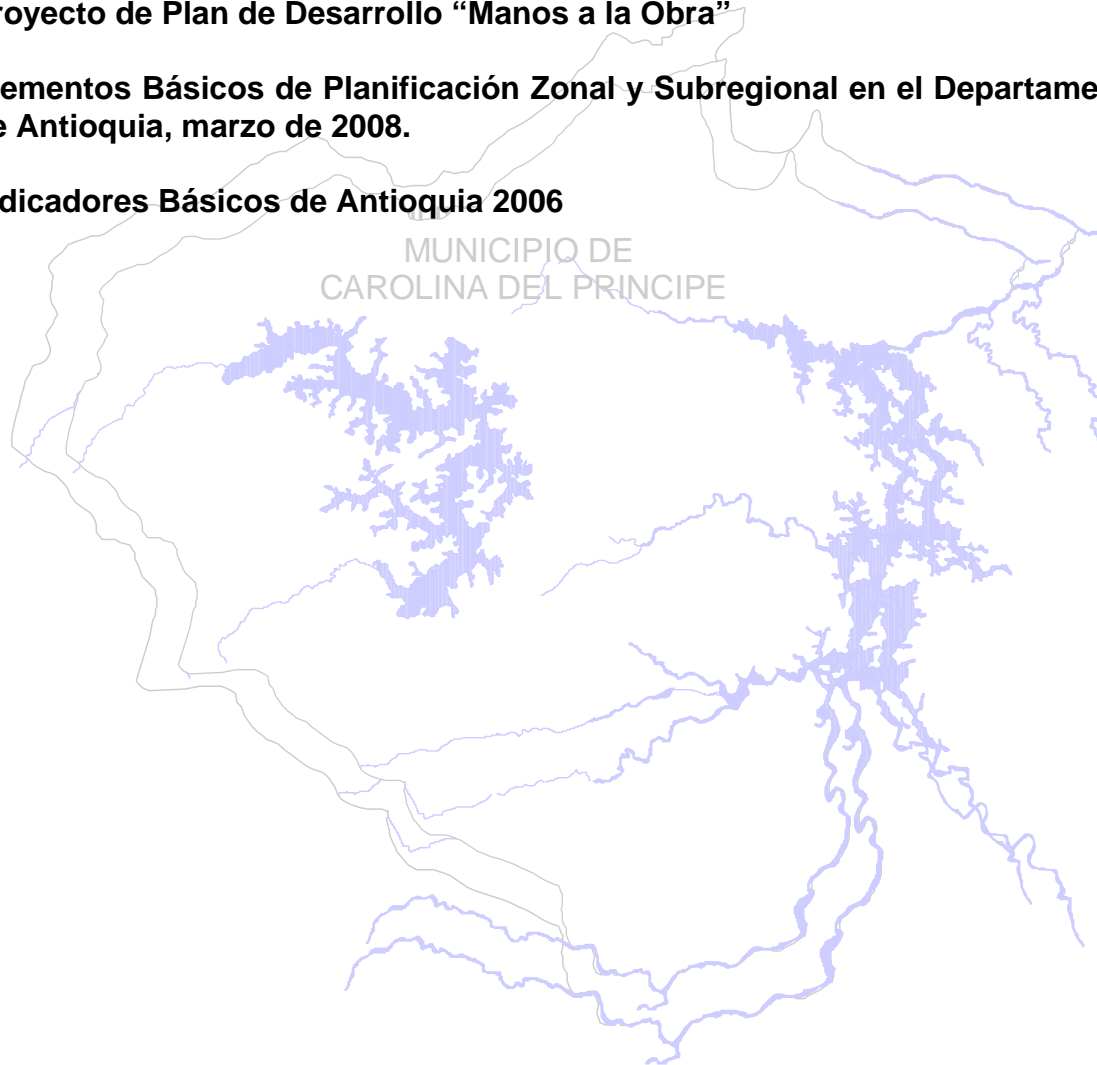 royecto de Plan de Desarrollo “Manos a la Obra”
ementos Básicos de Planificación Zonal y Subregional en el Departame
e Antioquia, marzo de 2008.
dicadores Básicos de Antioquia 2006
MUNICIPIO DE
CAROLINA DEL PRINCIPE